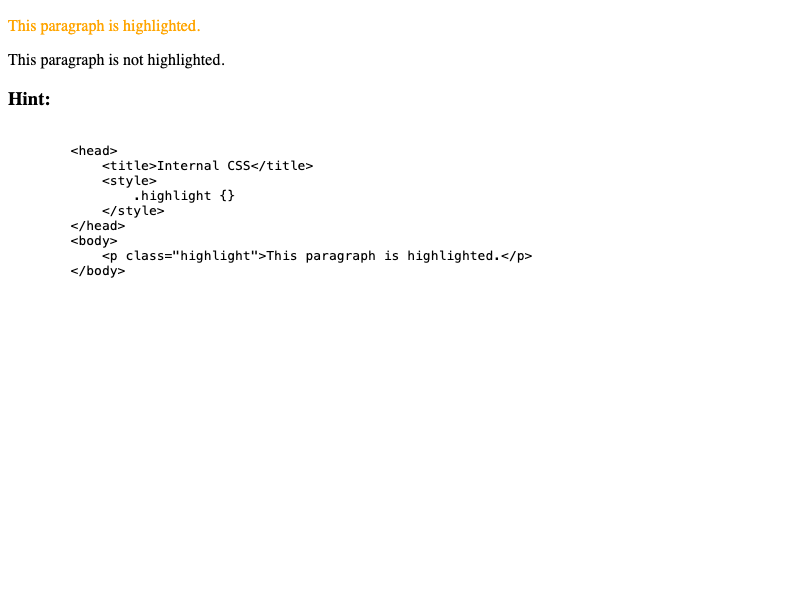 This paragraph is highlighted.
This paragraph is not highlighted.
Hint:
<head>
    <title>Internal CSS</title>
    <style>
        .highlight {}
    </style>
</head>
<body>
    <p class="highlight">This paragraph is highlighted.</p>
</body>